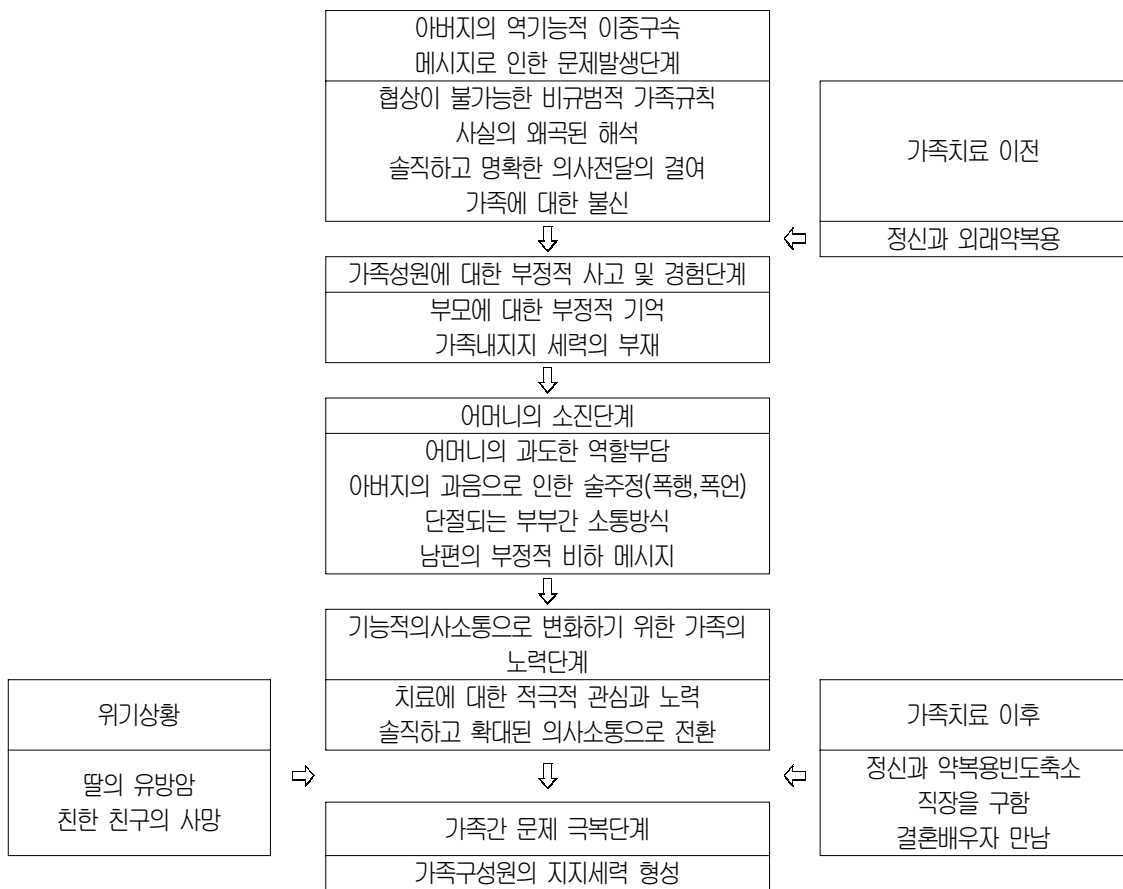 아버지의 역기능적 이중구속
메시지로 인한 문제발생단계
협상이 불가능한 비규범적 가족규칙
사실의 왜곡된 해석
솔직하고 명확한 의사전달의 결여
가족에 대한 불신
가족치료 이전
정신과 외래약복용
가족성원에 대한 부정적 사고 및 경험단계
부모에 대한 부정적 기억
가족내지지 세력의 부재
어머니의 소진단계
어머니의 과도한 역할부담
아버지의 과음으로 인한 술주정(폭행,폭언)
단절되는 부부간 소통방식
남편의 부정적 비하 메시지
기능적의사소통으로 변화하기 위한 가족의
노력단계
치료에 대한 적극적 관심과 노력
솔직하고 확대된 의사소통으로 전환
위기상황
딸의 유방암
친한 친구의 사망
가족치료 이후
정신과 약복용빈도축소
직장을 구함
결혼배우자 만남
가족간 문제 극복단계
가족구성원의 지지세력 형성